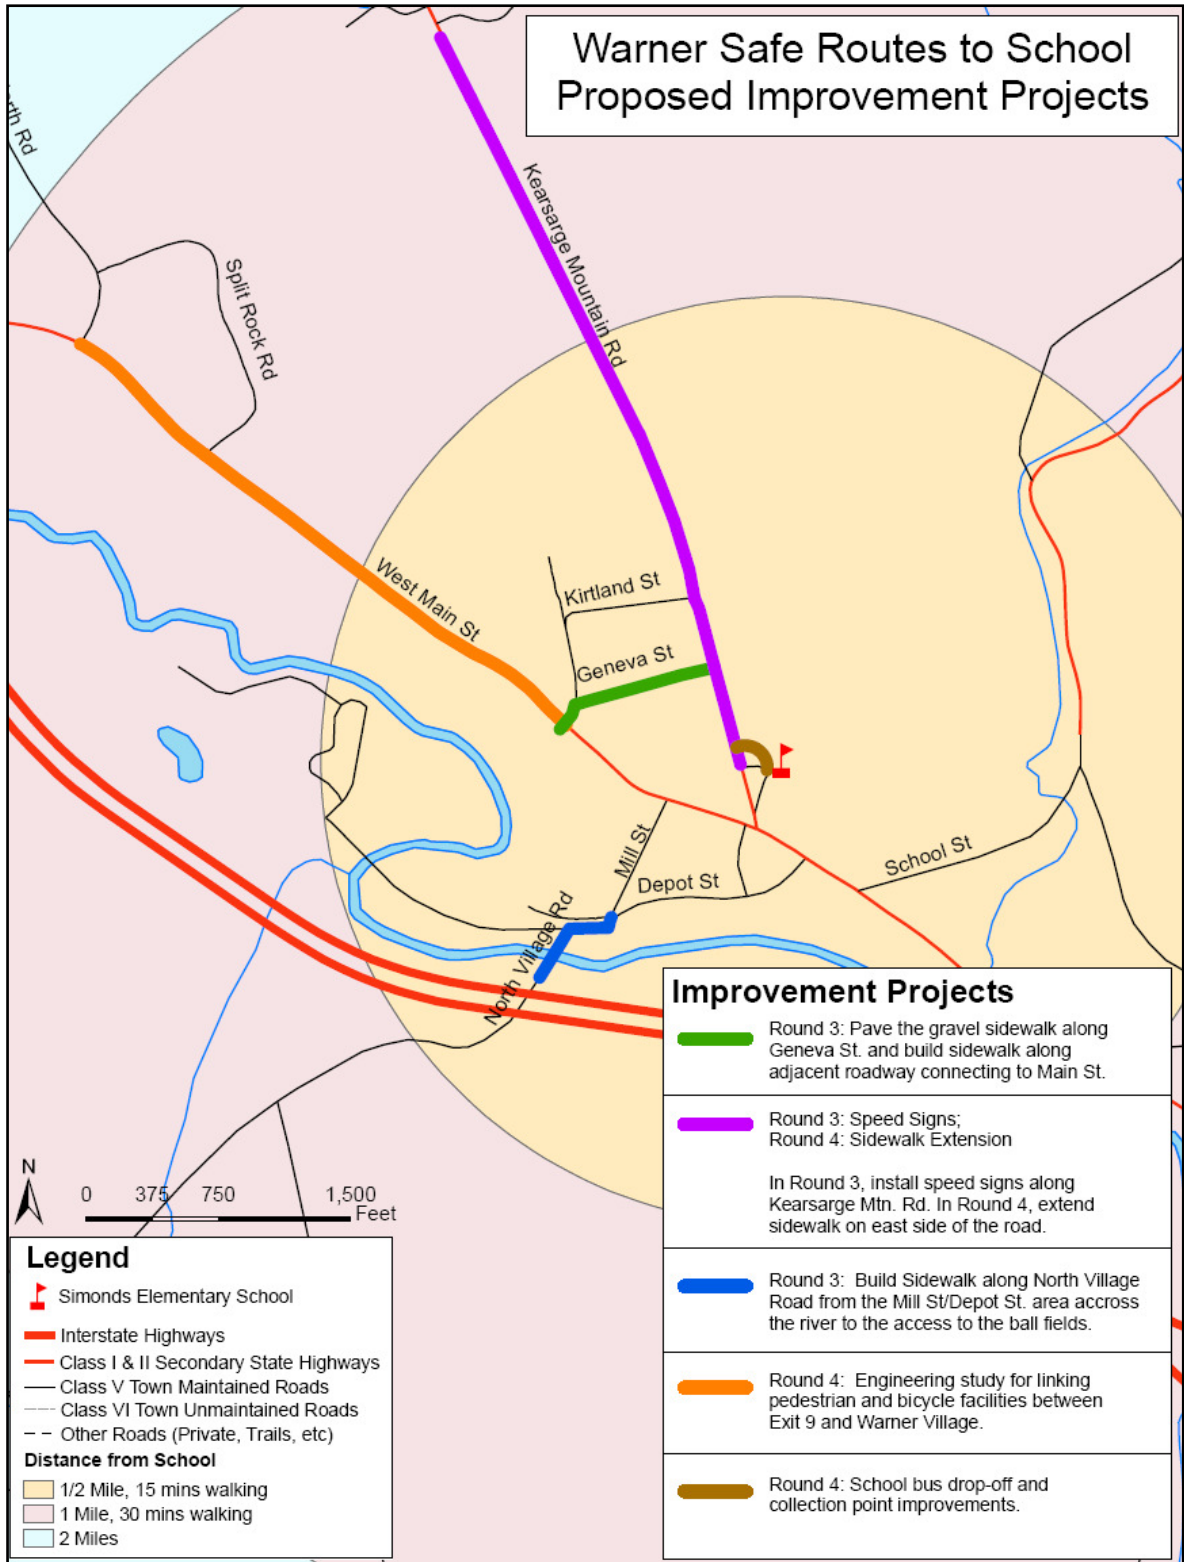 Warner Safe Routes to School
Proposed Improvement Projects
Rd
Kearsarge Mountain Rd
Split Rock Rd
West Main St
Kirtland St
Geneva St
Mill St
Depot St
School St
North Village Rd
Improvement Projects
Round 3: Pave the gravel sidewalk along
Geneva St. and build sidewalk along
adjacent roadway connecting to Main St.
Round 3: Speed Signs;
Round 4: Sidewalk Extension
In Round 3, install speed signs along
Kearsarge Mtn. Rd. In Round 4, extend
sidewalk on east side of the road.
Round 3: Build Sidewalk along North Village
Road from the Mill St/Depot St. area accross
the river to the access to the ball fields.
Round 4: Engineering study for linking
pedestrian and bicycle facilities between
Exit 9 and Warner Village.
Round 4: School bus drop-off and
collection point improvements.
N
0 375 750 1,500
Feet
Legend
Simonds Elementary School
Interstate Highways
Class I & II Secondary State Highways
Class V Town Maintained Roads
Class VI Town Unmaintained Roads
Other Roads (Private, Trails, etc)
Distance from School
1/2 Mile, 15 mins walking
1 Mile, 30 mins walking
2 Miles